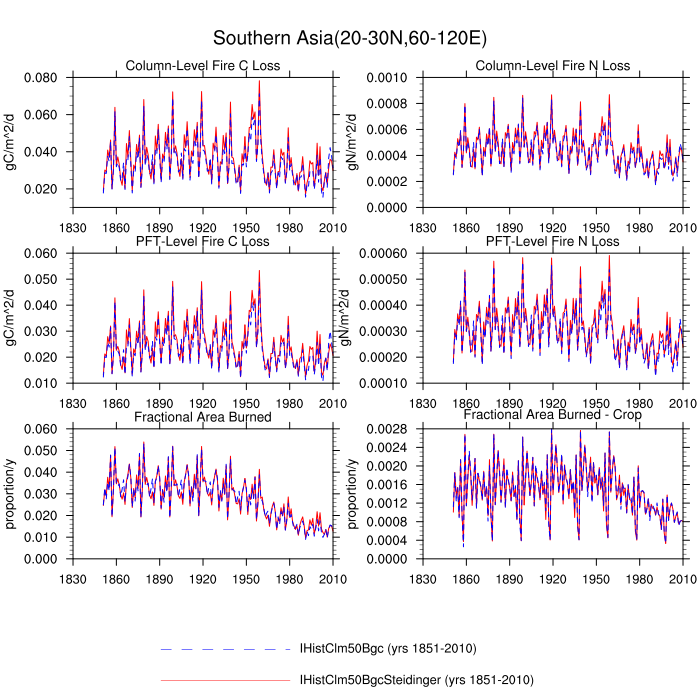 Southern Asia(20-30N,60-120E)
Column-Level Fire C Loss
Column-Level Fire N Loss
gC/m^2/d
0.080
0.060
0.040
0.020
1830 1860 1890 1920 1950 1980 2010
gN/m^2/d
0.0010
0.0008
0.0006
0.0004
0.0002
0.0000
1830 1860 1890 1920 1950 1980 2010
PFT-Level Fire C Loss
PFT-Level Fire N Loss
gC/m^2/d
0.060
0.050
0.040
0.030
0.020
0.010
1830 1860 1890 1920 1950 1980 2010
gN/m^2/d
0.00060
0.00050
0.00040
0.00030
0.00020
0.00010
1830 1860 1890 1920 1950 1980 2010
Fractional Area Burned
Fractional Area Burned - Crop
proportion/y
0.060
0.050
0.040
0.030
0.020
0.010
0.000
1830 1860 1890 1920 1950 1980 2010
proportion/y
0.0028
0.0024
0.0020
0.0016
0.0012
0.0008
0.0004
0.0000
1830 1860 1890 1920 1950 1980 2010
IHistClm50Bgc (yrs 1851-2010)
IHistClm50BgcSteidinger (yrs 1851-2010)